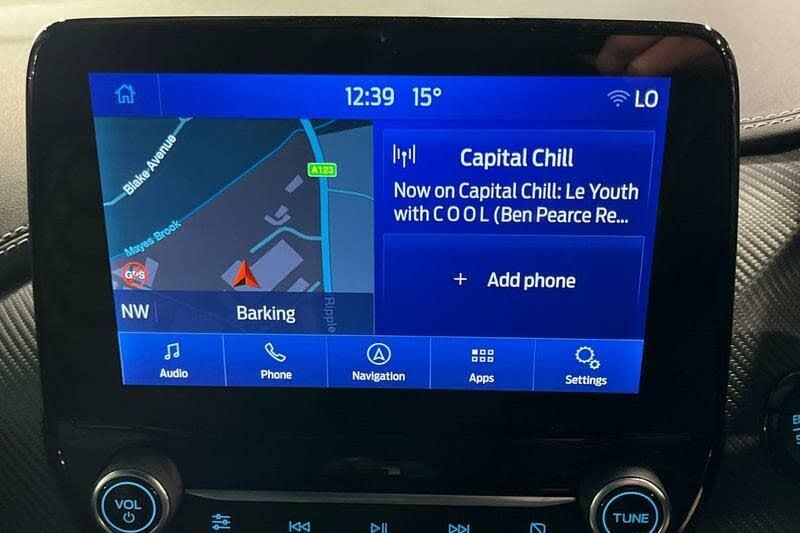 12:39 15° LO
Blake Avenue
A123
Mayes Brook
GPS
NW Barking
Ripple
Capital Chill
Now on Capital Chill: Le Youth
with C O O L (Ben Pearce Re...
+ Add phone
Audio Phone Navigation Apps Settings
VOL
TUNE